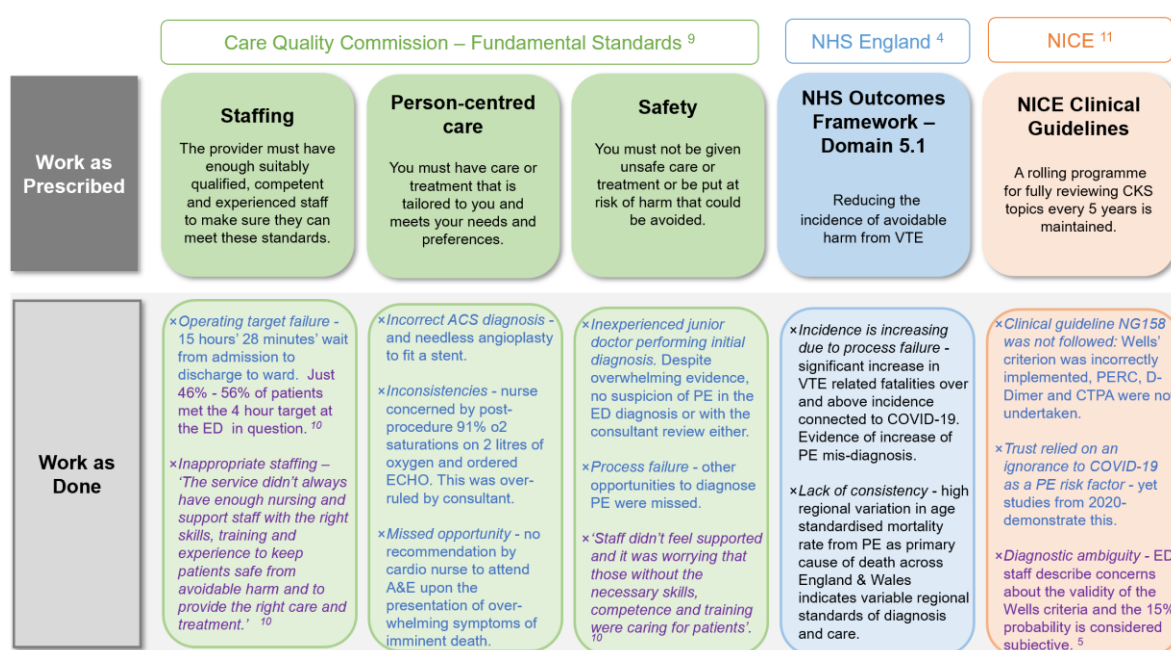 Care Quality Commission – Fundamental Standards 9
NHS England 4
NICE 11
Work as
Prescribed
Staffing
The provider must have
enough suitably
qualified, competent
and experienced staff
to make sure they can
meet these standards.
Person-centred
care
You must have care or
treatment that is
tailored to you and
meets your needs and
preferences.
Safety
You must not be given
unsafe care or
treatment or be put at
risk of harm that could
be avoided.
NHS Outcomes
Framework –
Domain 5.1
Reducing the
incidence of avoidable
harm from VTE
NICE Clinical
Guidelines
A rolling programme
for fully reviewing CKS
topics every 5 years is
maintained.
Work as
Done
×Operating target failure -
15 hours' 28 minutes' wait
from admission to
discharge to ward. Just
46% - 56% of patients
met the 4 hour target at
the ED in question. 10
×Inappropriate staffing –
‘The service didn’t always
have enough nursing and
support staff with the right
skills, training and
experience to keep
patients safe from
avoidable harm and to
provide the right care and
treatment.’ 10
×Incorrect ACS diagnosis -
and needless angioplasty
to fit a stent.
×Inconsistencies - nurse
concerned by post-
procedure 91% o2
saturations on 2 litres of
oxygen and ordered
ECHO. This was over-
ruled by consultant.
×Missed opportunity - no
recommendation by
cardio nurse to attend
A&E upon the
presentation of over-
whelming symptoms of
imminent death.
×Inexperienced junior
doctor performing initial
diagnosis. Despite
overwhelming evidence,
no suspicion of PE in the
ED diagnosis or with the
consultant review either.
×Process failure - other
opportunities to diagnose
PE were missed.
×‘Staff didn’t feel supported
and it was worrying that
those without the
necessary skills,
competence and training
were caring for patients’.
10
×Incidence is increasing
due to process failure -
significant increase in
VTE related fatalities over
and above incidence
connected to COVID-19.
Evidence of increase of
PE mis-diagnosis.
×Lack of consistency - high
regional variation in age
standardised mortality
rate from PE as primary
cause of death across
England & Wales
indicates variable regional
standards of diagnosis
and care.
×Clinical guideline NG158
was not followed: Wells’
criterion was incorrectly
implemented, PERC, D-
Dimer and CTPA were not
undertaken.
×Trust relied on an
ignorance to COVID-19
as a PE risk factor - yet
studies from 2020-
demonstrate this.
×Diagnostic ambiguity - ED
staff describe concerns
about the validity of the
Wells criteria and the 15%
probability is considered
subjective. 5